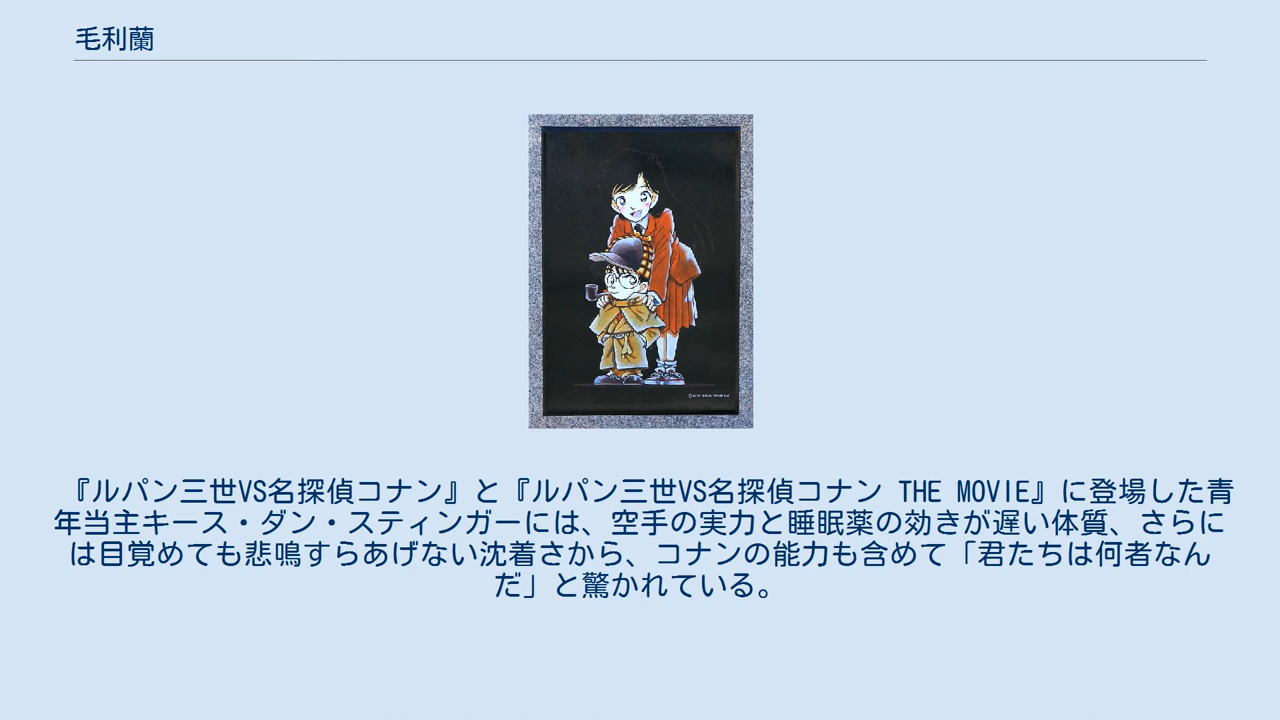 毛利蘭
『ルパン三世VS名探偵コナン』と『ルパン三世VS名探偵コナン THE MOVIE』に登場した青
年当主キース・ダン・スティンガーには、空手の実力と睡眠薬の効きが遅い体質、さらに
は目覚めても悲鳴すらあげない沈着さから、コナンの能力も含めて「君たちは何者なん
だ」と驚かれている。